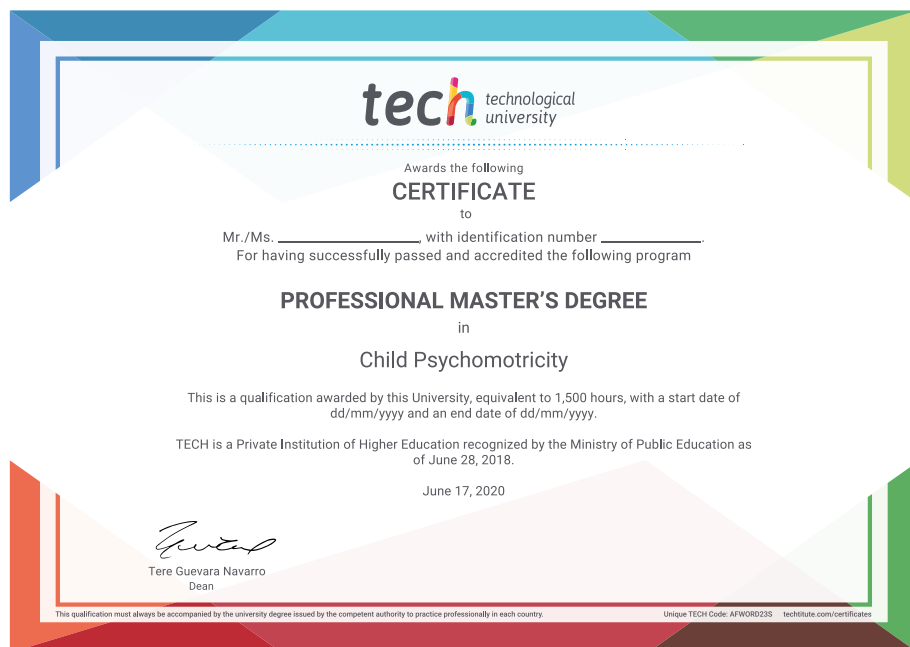 tech technological
university
Awards the following
CERTIFICATE
to
Mr./Ms. ____________________, with identification number ______________.
For having successfully passed and accredited the following program
PROFESSIONAL MASTER'S DEGREE
in
Child Psychomotricity
This is a qualification awarded by this University, equivalent to 1,500 hours, with a start date of
dd/mm/yyyy and an end date of dd/mm/yyyy.
TECH is a Private Institution of Higher Education recognized by the Ministry of Public Education as
of June 28, 2018.
June 17, 2020
Tere Guevara Navarro
Dean
This qualification must always be accompanied by the university degree issued by the competent authority to practice professionally in each country. Unique TECH Code: AFWORD23S techtitute.com/certificates